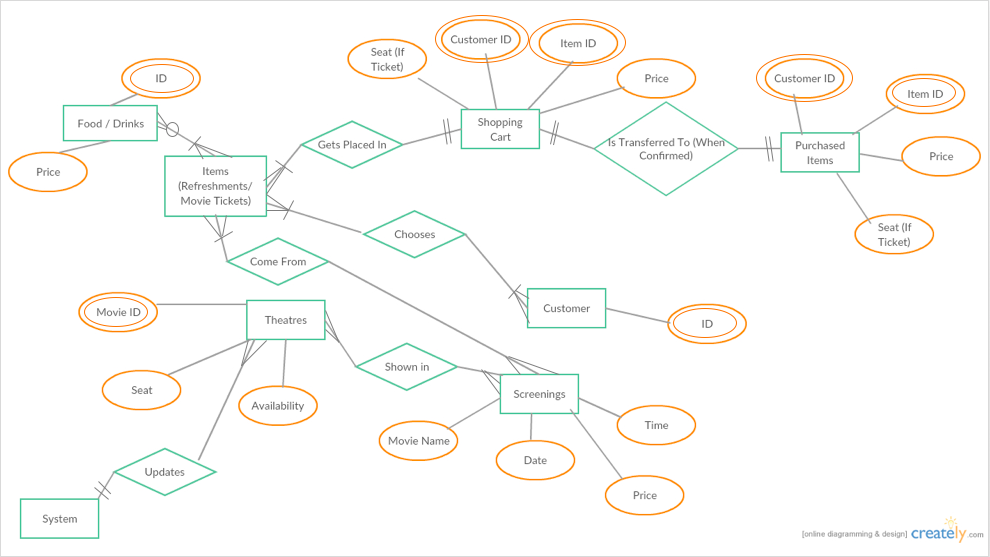 Seat (If
Ticket)
Customer ID
Item ID
Price
ID
Customer ID
Item ID
Food / Drinks
Shopping
Cart
Gets Placed In
Is Transferred To (When
Confirmed)
Purchased
Items
Price
Price
Items
(Refreshments/
Movie Tickets)
Chooses
Seat (If
Ticket)
Come From
Movie ID
Theatres
Customer
ID
Shown in
Seat
Availability
Screenings
Movie Name
Time
Date
Updates
Price
System
[online diagramming & design] creately.com